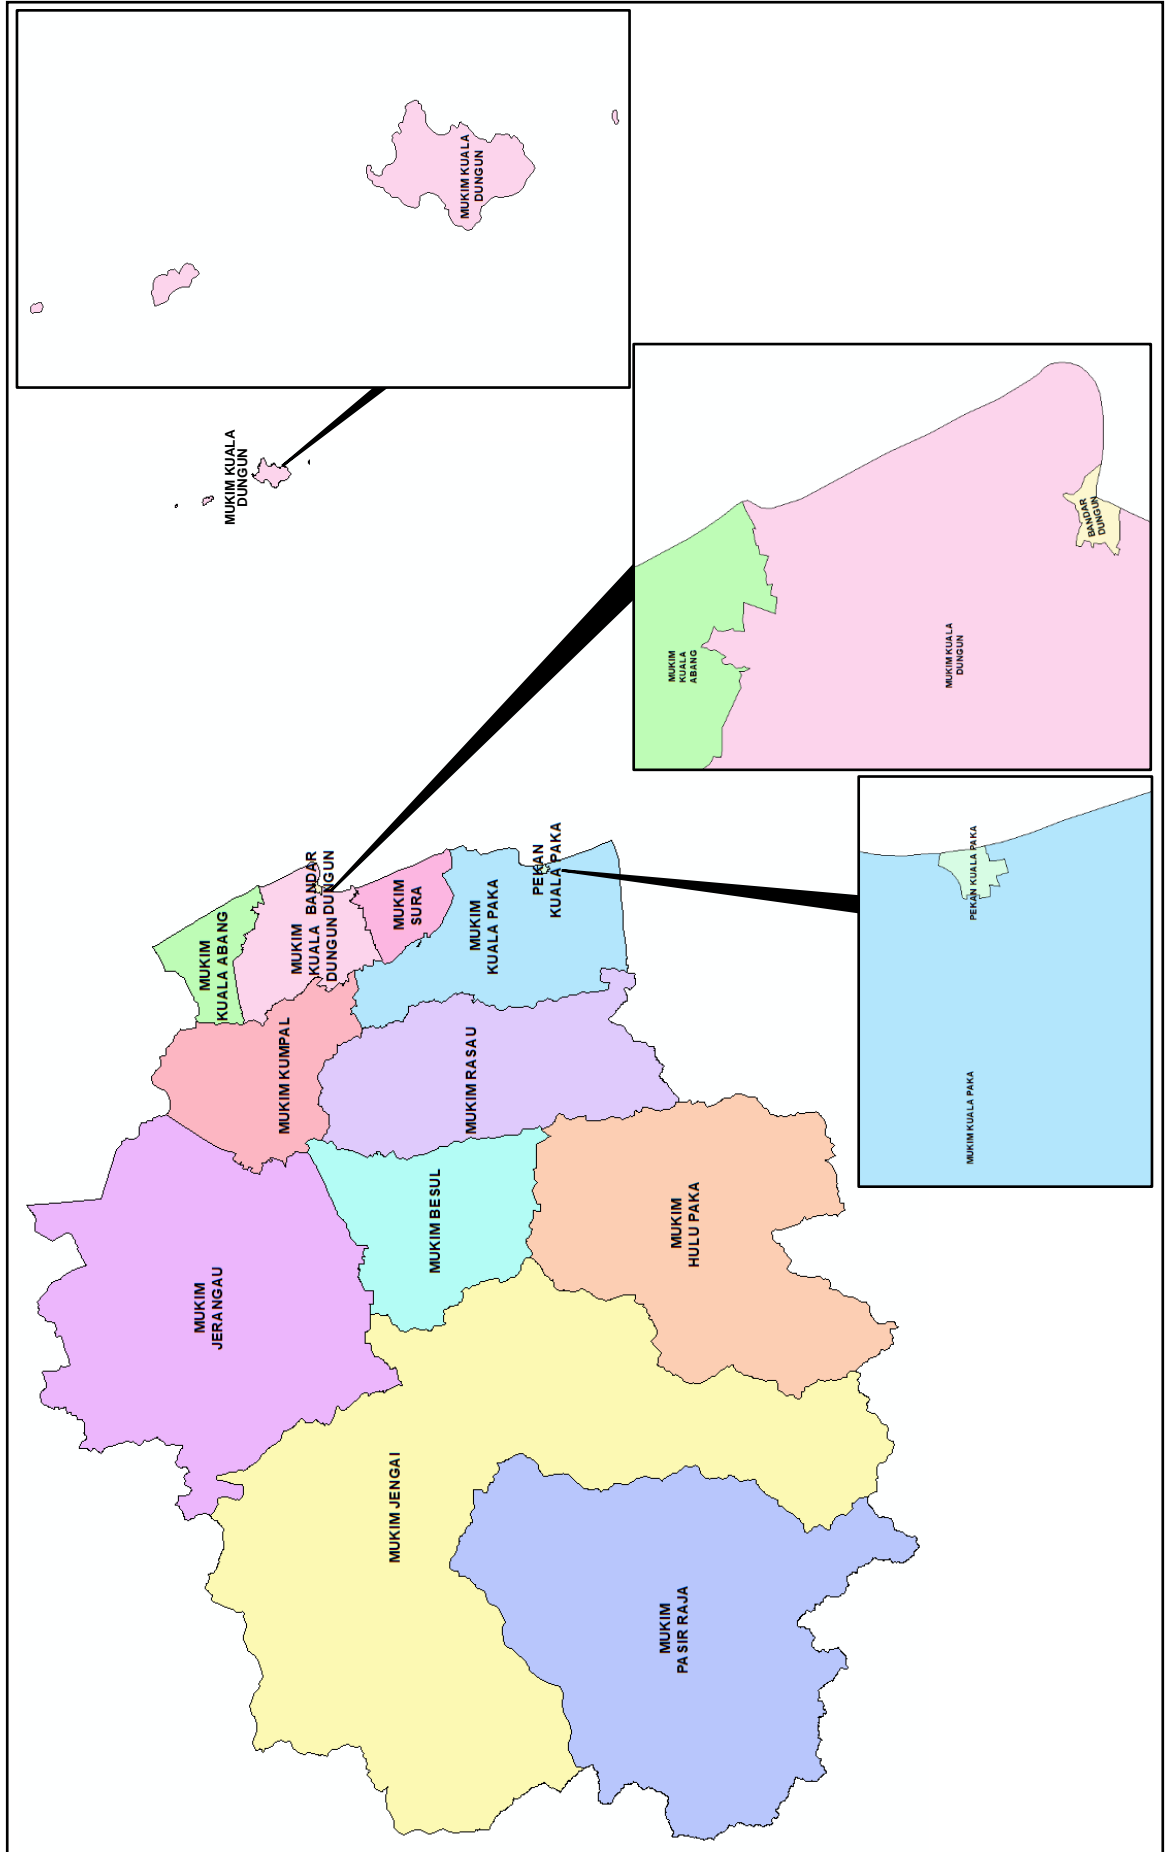 MUKIM KUALA
DUNGUN
MUKIM KUALA
DUNGUN
MUKIM
KUALA
ABANG
MUKIM KUALA
DUNGUN
BANDAR
DUNGUN
PEKAN KUALA PAKA
MUKIM KUALA PAKA
MUKIM
KUALA ABANG
MUKIM
KUALA
DUNGUN
BANDAR
DUNGUN
MUKIM
SURA
MUKIM
KUALA PAKA
PEKAN
KUALA PAKA
MUKIM KUMPAL
MUKIM RASAU
MUKIM BESUL
MUKIM
HULU PAKA
MUKIM
JERANGAU
MUKIM JENGAI
MUKIM
PASIR RAJA